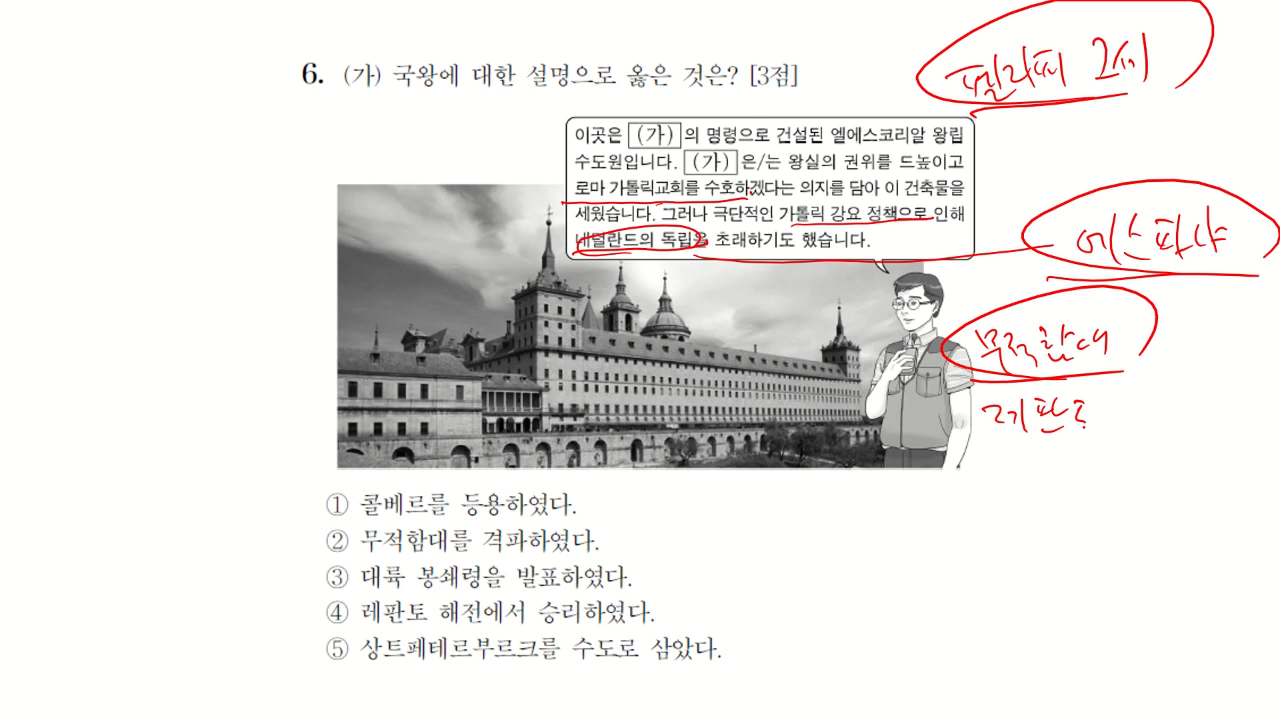 6. (가) 국왕에 대한 설명으로 옳은 것은? [3점]
필리페 2세
이곳은 (가) 의 명령으로 건설된 엘에스코리알 왕립
수도원입니다. (가) 은/는 왕실의 권위를 드높이고
로마 가톨릭교회를 수호하겠다는 의지를 담아 이 건축물을
세웠습니다. 그러나 극단적인 가톨릭 강요 정책으로 인해
네덜란드의 독립을 초래하기도 했습니다.
에스파냐
무적함대
레판토
① 콜베르를 등용하였다.
② 무적함대를 격파하였다.
③ 대륙 봉쇄령을 발표하였다.
④ 레판토 해전에서 승리하였다.
⑤ 상트페테르부르크를 수도로 삼았다.